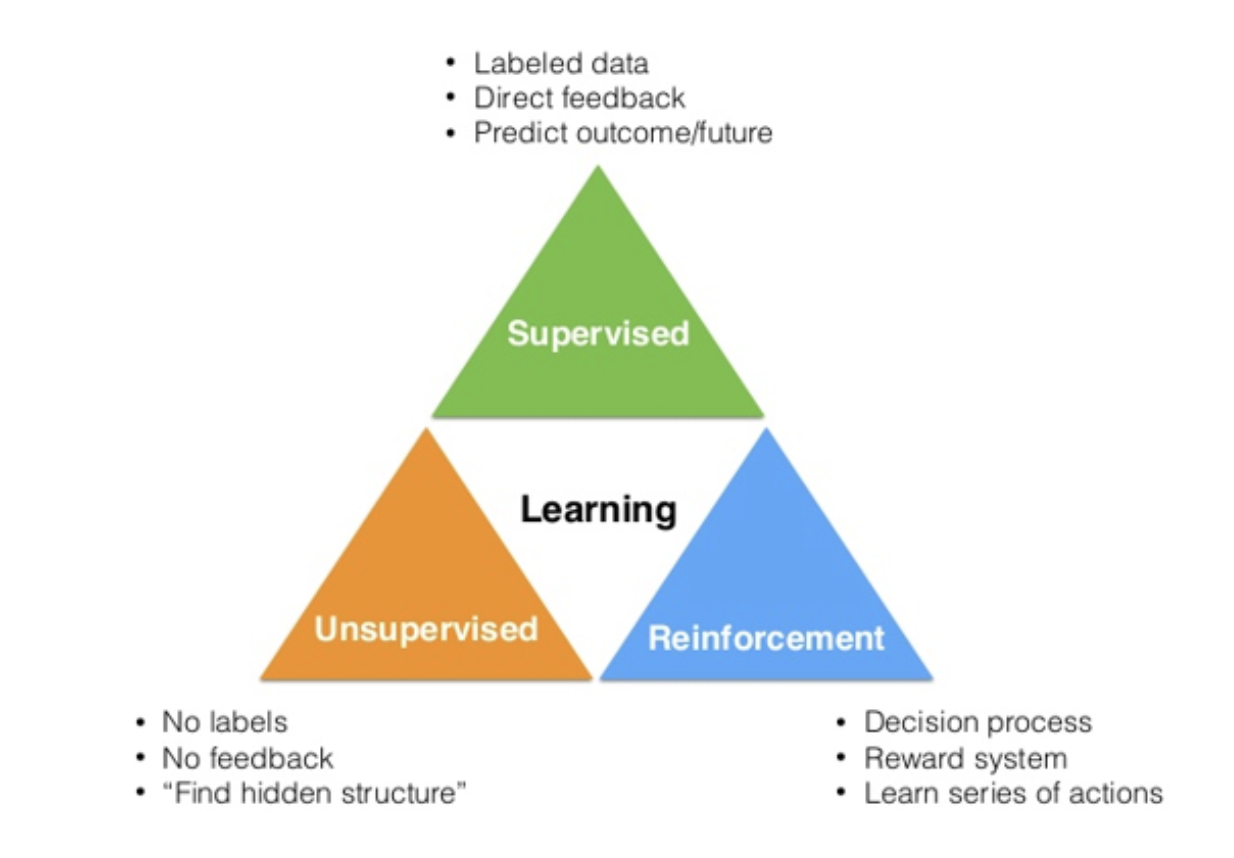 • Labeled data
• Direct feedback
• Predict outcome/future
Supervised
Learning
Unsupervised
Reinforcement
• No labels
• No feedback
• “Find hidden structure”
• Decision process
• Reward system
• Learn series of actions